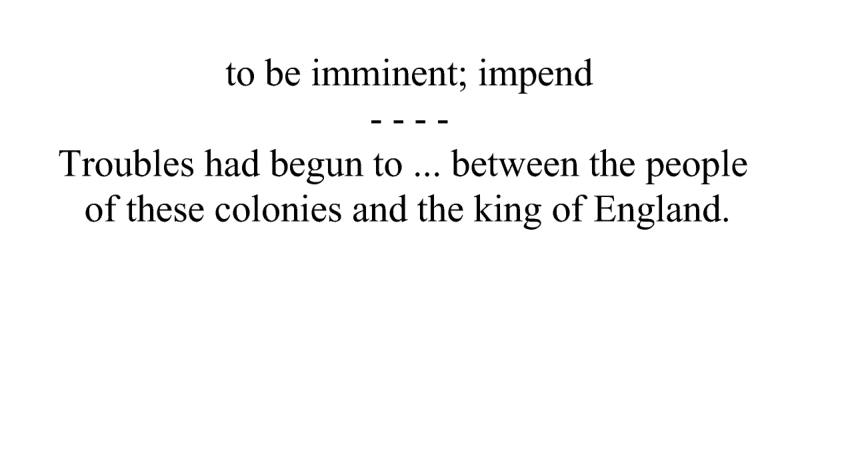 to be imminent; impend
- - - -
Troubles had begun to ... between the people
of these colonies and the king of England.